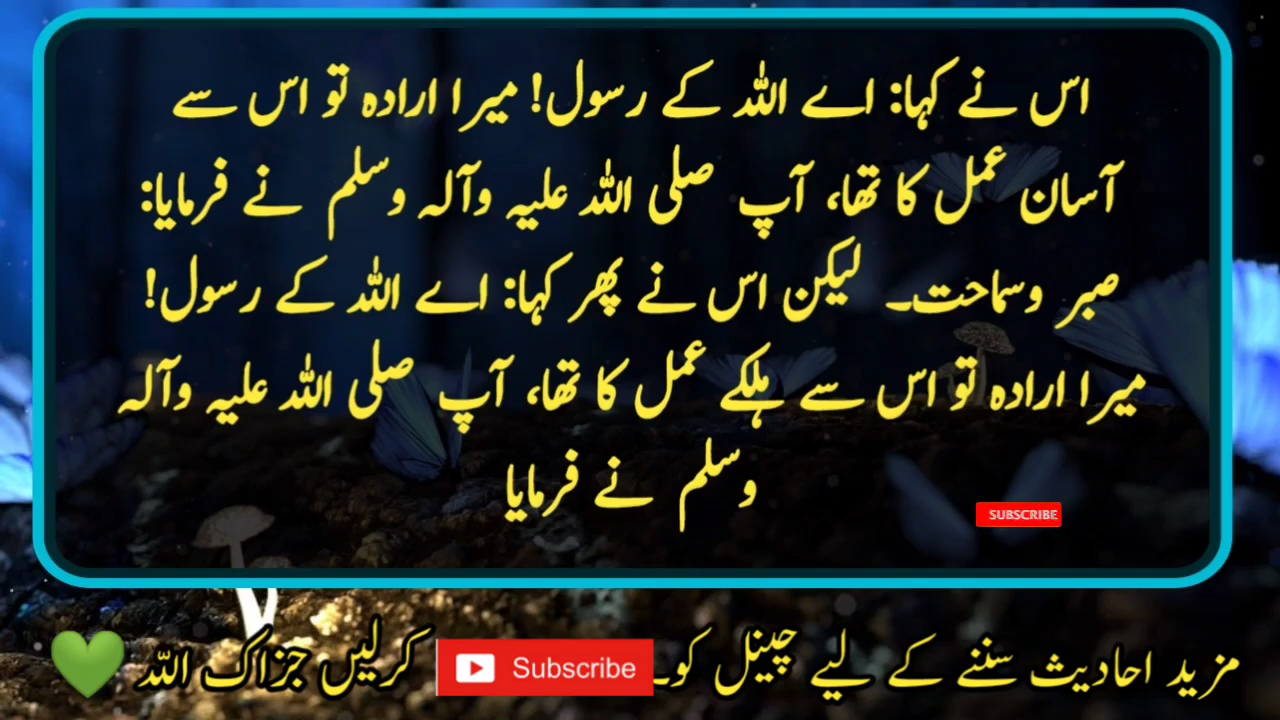 اس نے کہا: اے اللہ کے رسول! میرا ارادہ تو اس سے
آسان عمل کا تھا، آپ صلی اللہ علیہ وآلہ وسلم نے فرمایا:
صبر وسماحت۔ لیکن اس نے پھر کہا: اے اللہ کے رسول!
میرا ارادہ تو اس سے ہلکے عمل کا تھا، آپ صلی اللہ علیہ وآلہ
وسلم نے فرمایا
SUBSCRIBE
مزید احادیث سننے کے لیے چینل کو۔ Subscribe کرلیں جزاک اللہ